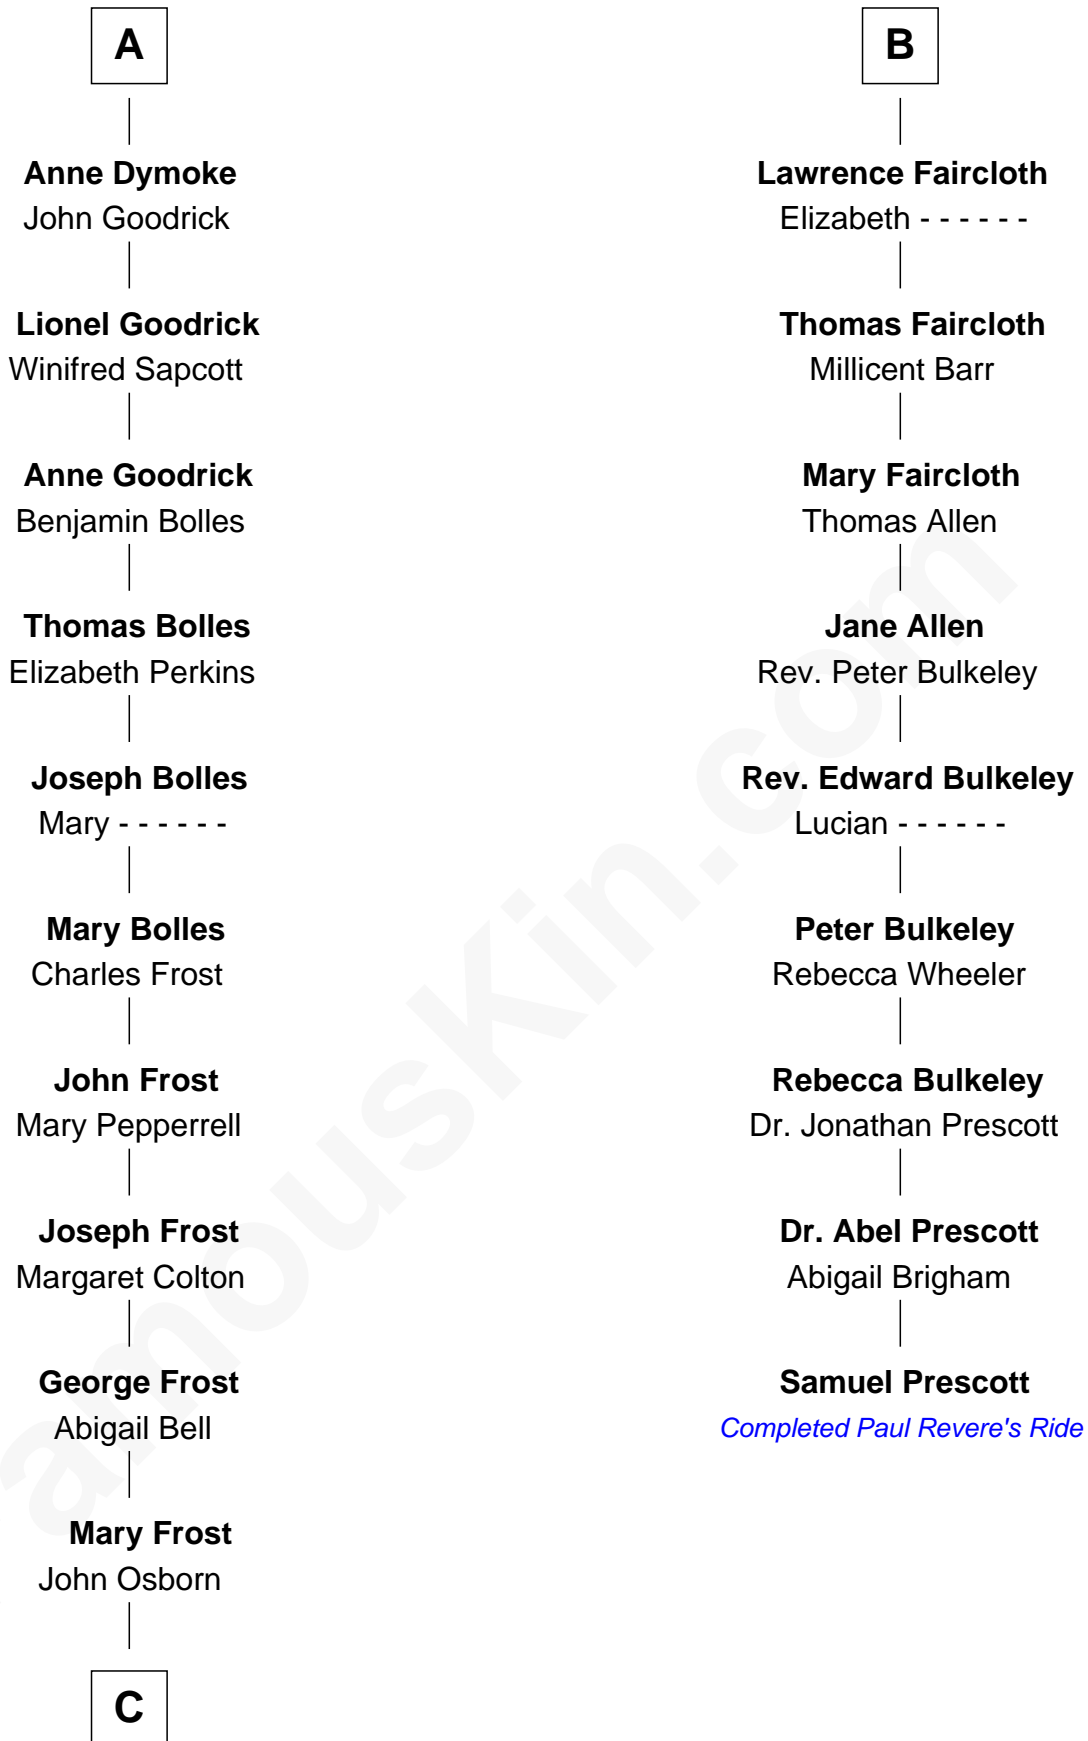 A
Anne Dymoke
John Goodrick
Lionel Goodrick
Winifred Sapcott
Anne Goodrick
Benjamin Bolles
Thomas Bolles
Elizabeth Perkins
Joseph Bolles
Mary - - - - - -
Mary Bolles
Charles Frost
John Frost
Mary Pepperrell
Joseph Frost
Margaret Colton
George Frost
Abigail Bell
Mary Frost
John Osborn
C
B
Lawrence Faircloth
Elizabeth - - - - - -
Thomas Faircloth
Millicent Barr
Mary Faircloth
Thomas Allen
Jane Allen
Rev. Peter Bulkeley
Rev. Edward Bulkeley
Lucian - - - - - -
Peter Bulkeley
Rebecca Wheeler
Rebecca Bulkeley
Dr. Jonathan Prescott
Dr. Abel Prescott
Abigail Brigham
Samuel Prescott
Completed Paul Revere's Ride
amousKin.com